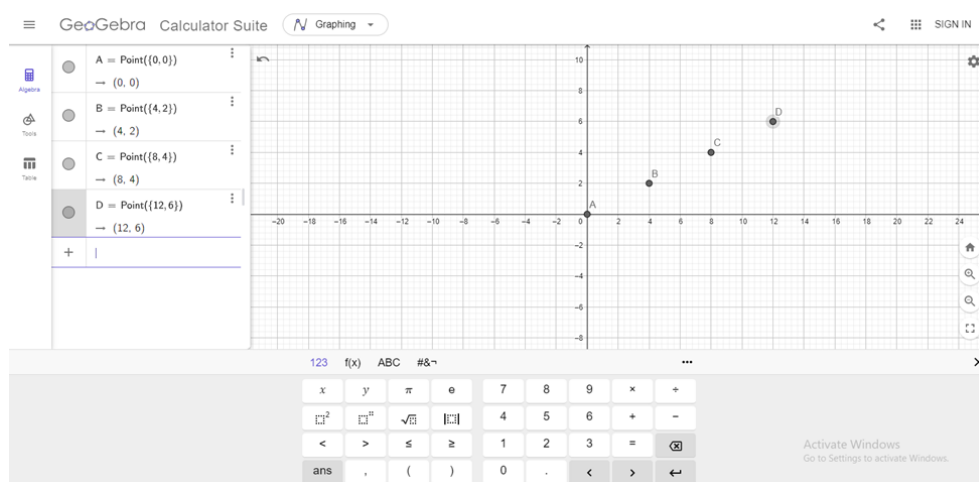 GeoGebra Calculator Suite Graphing SIGN IN
Algebra
Tools
Table
A = Point({0,0})
→ (0, 0)
B = Point({4,2})
→ (4, 2)
C = Point({8,4})
→ (8, 4)
D = Point({12,6})
→ (12, 6)
+
10
8
6
4
2
-2
-4
-6
-8
-20 -18 -16 -14 -12 -10 -8 -6 -4 -2 0 2 4 6 8 10 12 14 16 18 20 22 24
A
B
C
D
123 f(x) ABC #&¬ •••
x y π e 7 8 9 × ÷
□² □ⁿ √□ |□| 4 5 6 + −
< > ≤ ≥ 1 2 3 =
ans , ( ) 0 . < >
Activate Windows
Go to Settings to activate Windows.